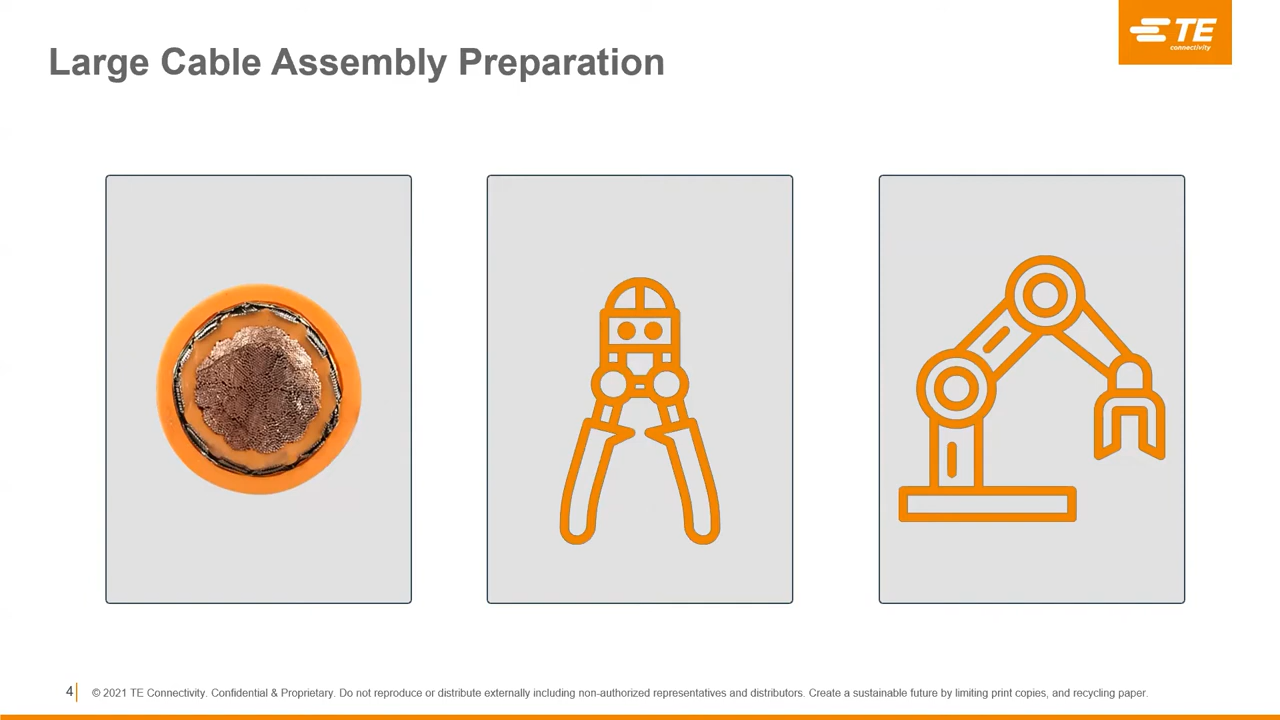 TE
connectivity
Large Cable Assembly Preparation
4
© 2021 TE Connectivity. Confidential & Proprietary. Do not reproduce or distribute externally including non-authorized representatives and distributors. Create a sustainable future by limiting print copies, and recycling paper.